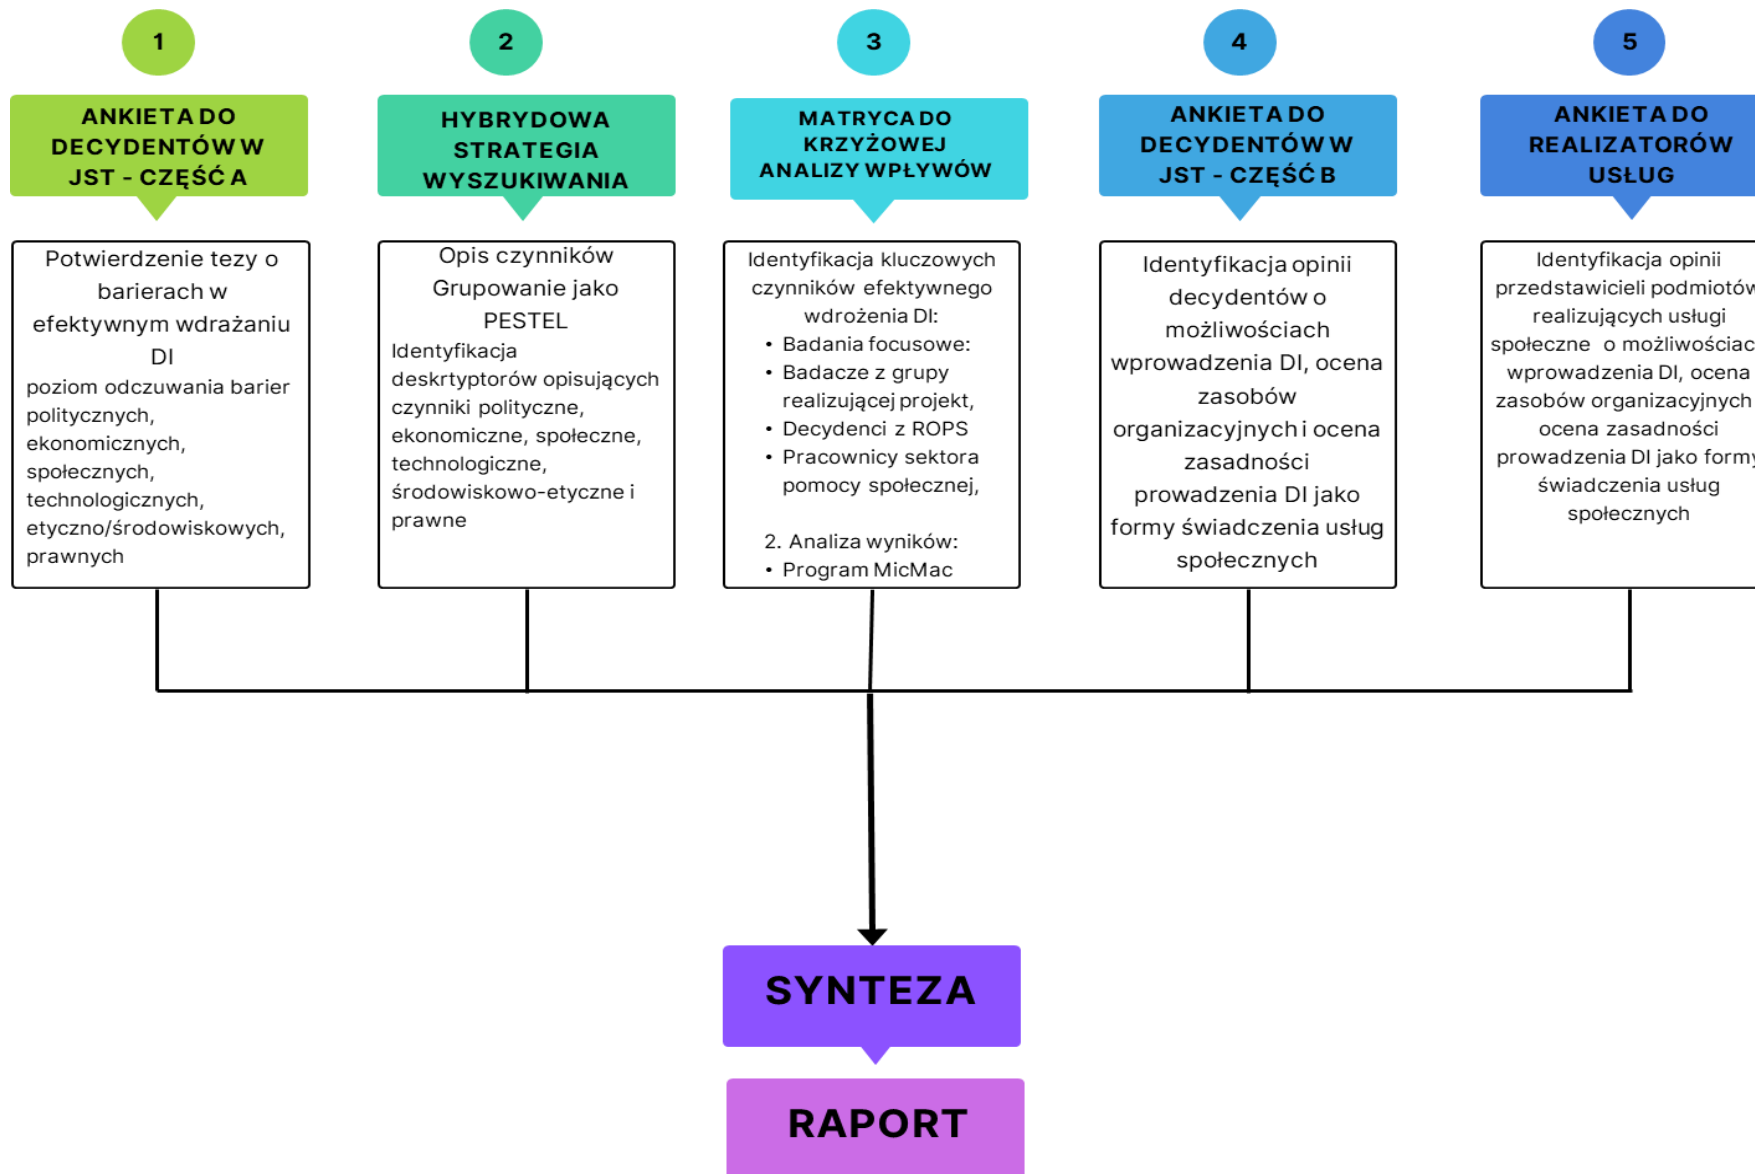 1
ANKIETA DO
DECYDENTÓW W
JST - CZĘŚĆ A
Potwierdzenie tezy o
barierach w
efektywnym wdrażaniu
DI
poziom odczuwania barier
politycznych,
ekonomicznych,
społecznych,
technologicznych,
etyczno/środowiskowych,
prawnych
2
HYBRYDOWA
STRATEGIA
WYSZUKIWANIA
Opis czynników
Grupowanie jako
PESTEL
Identyfikacja
deskrtyptorów opisujących
czynniki polityczne,
ekonomiczne, społeczne,
technologiczne,
środowiskowo-etyczne i
prawne
3
MATRYCA DO
KRZYŻOWEJ
ANALIZY WPŁYWÓW
Identyfikacja kluczowych
czynników efektywnego
wdrożenia DI:
• Badania focusowe:
• Badacze z grupy
realizującej projekt,
• Decydenci z ROPS
• Pracownicy sektora
pomocy społecznej,
2. Analiza wyników:
• Program MicMac
4
ANKIETA DO
DECYDENTÓW W
JST - CZĘŚĆ B
Identyfikacja opinii
decydentów o
możliwościach
wprowadzenia DI, ocena
zasobów
organizacyjnych i ocena
zasadności
prowadzenia DI jako
formy świadczenia usług
społecznych
5
ANKIETA DO
REALIZATORÓW
USŁUG
Identyfikacja opinii
przedstawicieli podmiotów
realizujących usługi
społeczne o możliwościac
wprowadzenia DI, ocena
zasobów organizacyjnych
ocena zasadności
prowadzenia DI jako formy
świadczenia usług
społecznych
SYNTEZA
RAPORT